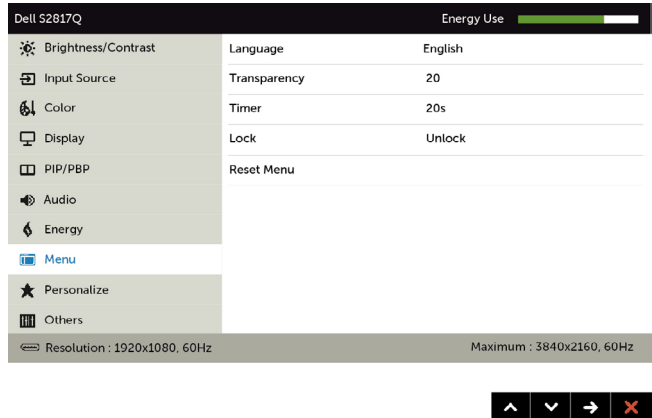 Dell S2817Q Energy Use
Brightness/Contrast Language English
Input Source Transparency 20
Color Timer 20s
Display Lock Unlock
PIP/PBP Reset Menu
Audio
Energy
Menu
Personalize
Others
Resolution : 1920x1080, 60Hz Maximum : 3840x2160, 60Hz